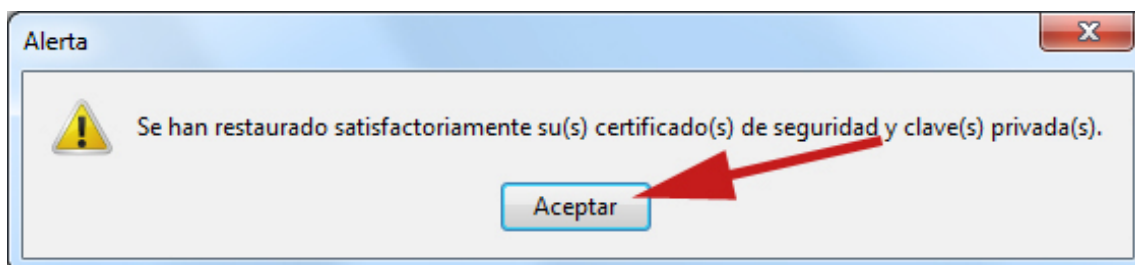 Alerta
Se han restaurado satisfactoriamente su(s) certificado(s) de seguridad y clave(s) privada(s).
Aceptar